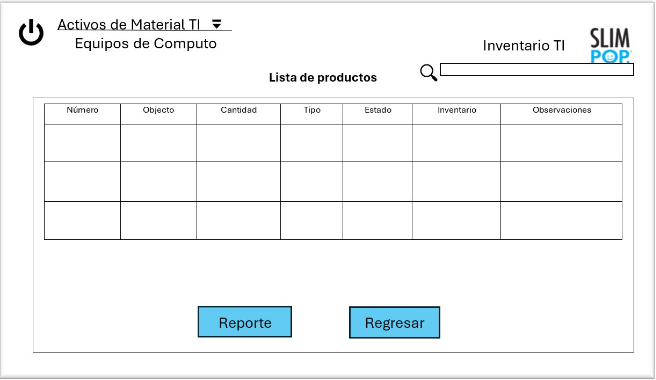 Activos de Material TI
Equipos de Computo
Inventario TI
SLIM
POP.
Lista de productos
Número Objecto Cantidad Tipo Estado Inventario Observaciones
Reporte Regresar